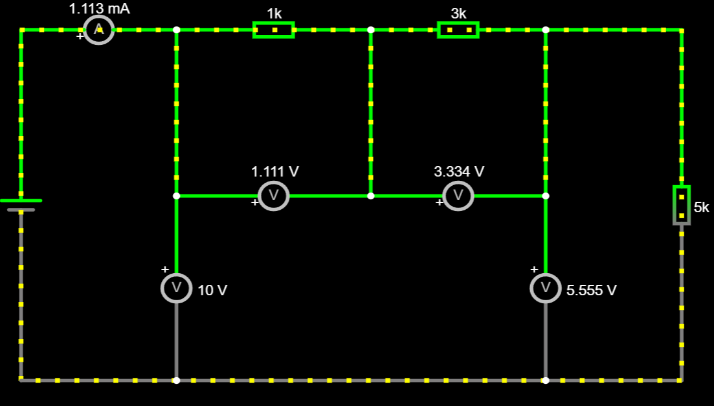 1.113 mA
A
+
1k
3k
1.111 V
V
+
3.334 V
V
+
5k
+
V
10 V
+
V
5.555 V